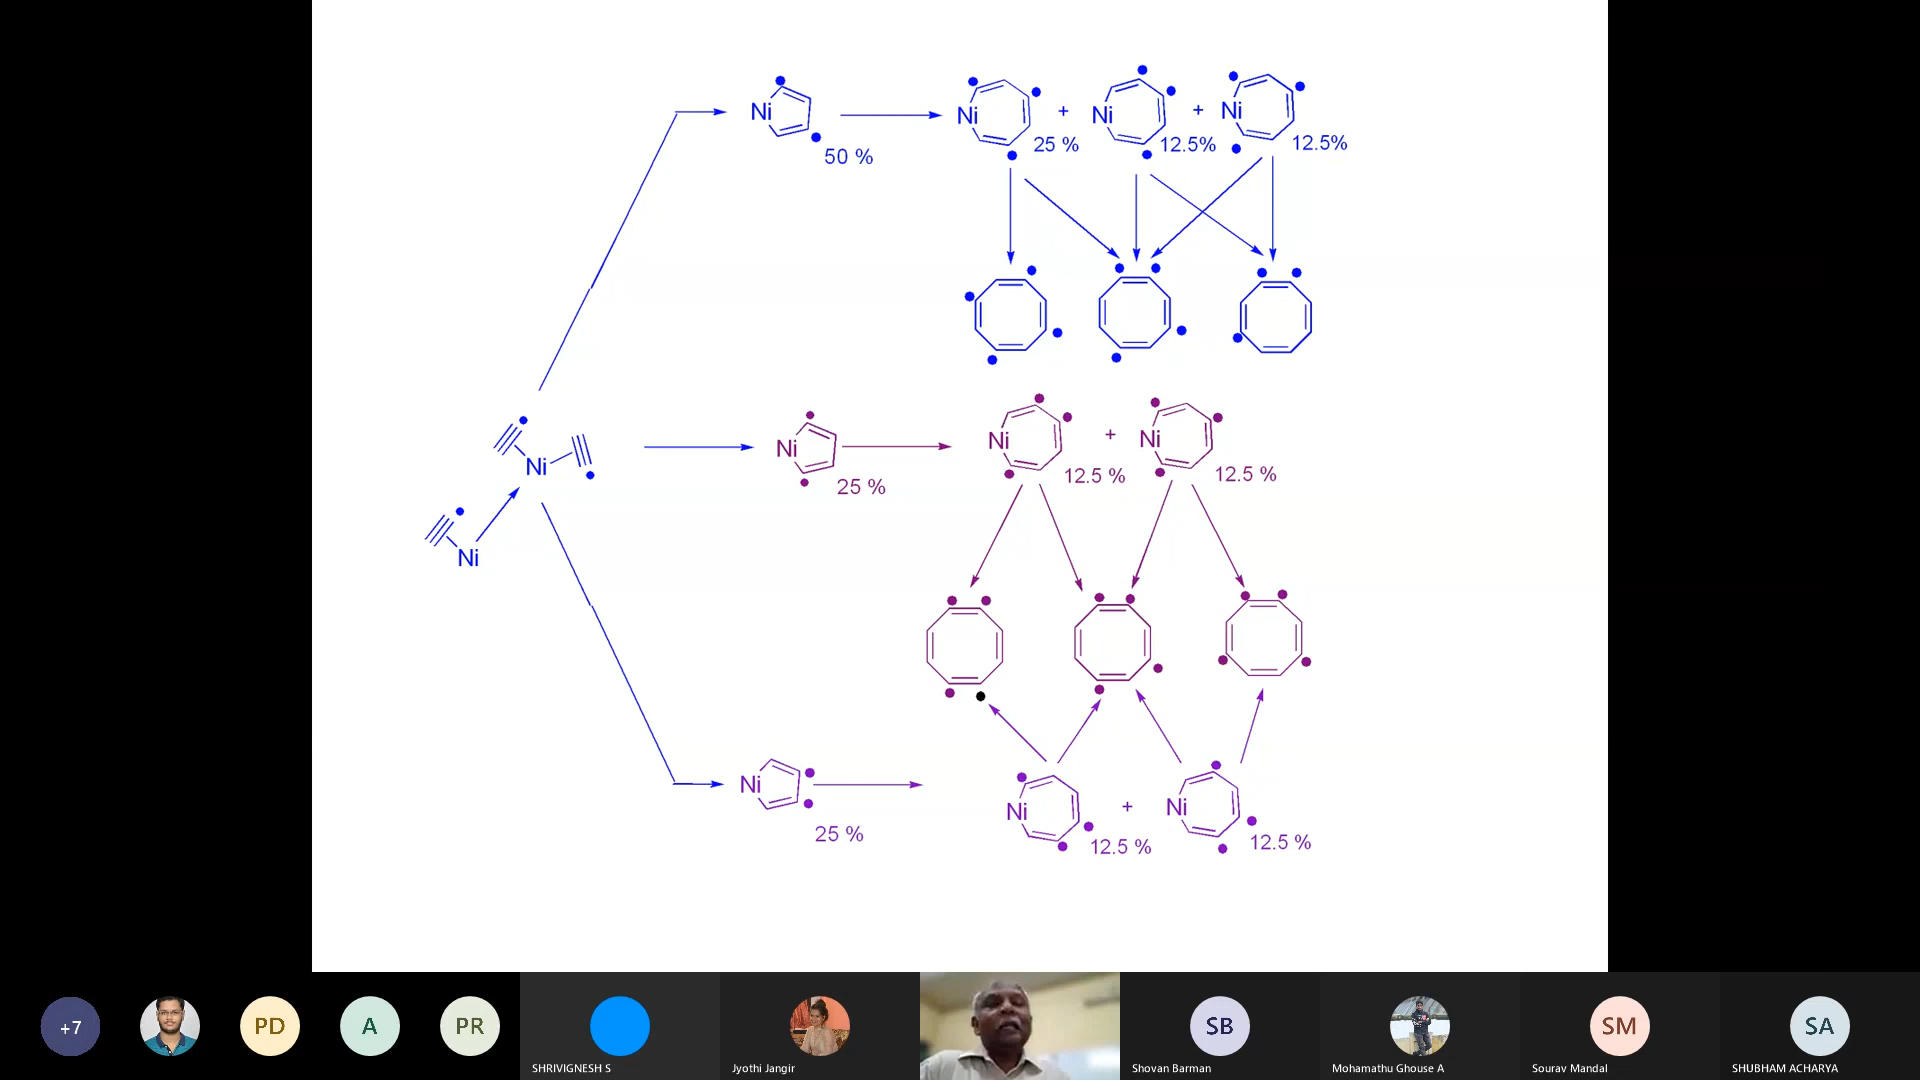 Ni
50 %
Ni
25 %
+
Ni
12.5%
+
Ni
12.5%
Ni
Ni
Ni
25 %
Ni
12.5 %
+
Ni
12.5 %
Ni
25 %
Ni
12.5 %
+
Ni
12.5 %
+7
PD
A
PR
SHRIVIGNESH S
Jyothi Jangir
SB
Shovan Barman
Mohamathu Ghouse A
SM
Sourav Mandal
SA
SHUBHAM ACHARYA